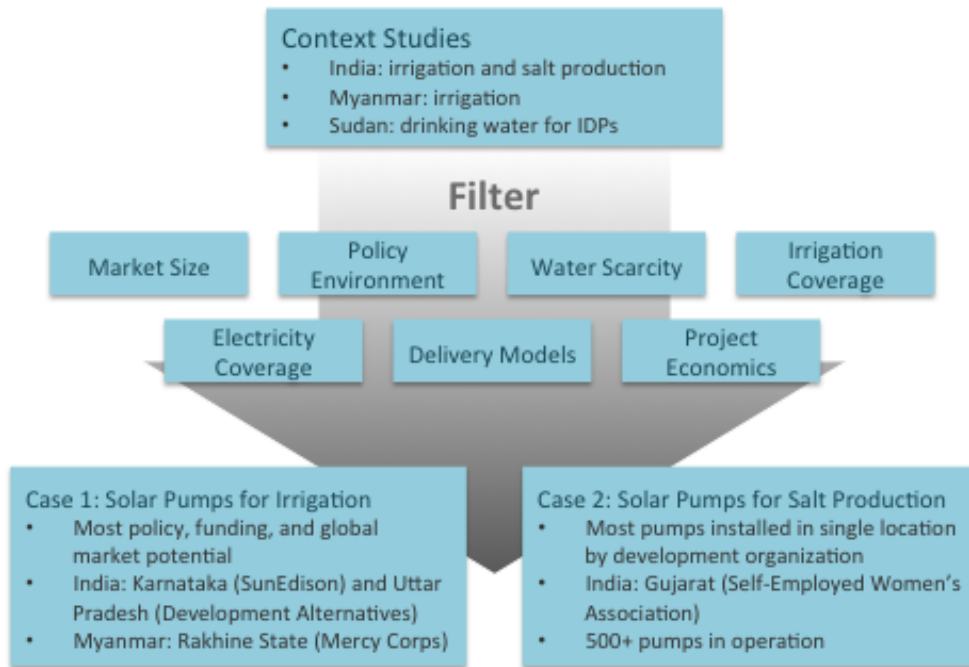 Context Studies
• India: irrigation and salt production
• Myanmar: irrigation
• Sudan: drinking water for IDPs
Filter
Market Size
Policy
Environment
Water Scarcity
Irrigation
Coverage
Electricity
Coverage
Delivery Models
Project
Economics
Case 1: Solar Pumps for Irrigation
• Most policy, funding, and global
market potential
• India: Karnataka (SunEdison) and Uttar
Pradesh (Development Alternatives)
• Myanmar: Rakhine State (Mercy Corps)
Case 2: Solar Pumps for Salt Production
• Most pumps installed in single location
by development organization
• India: Gujarat (Self-Employed Women's
Association)
• 500+ pumps in operation